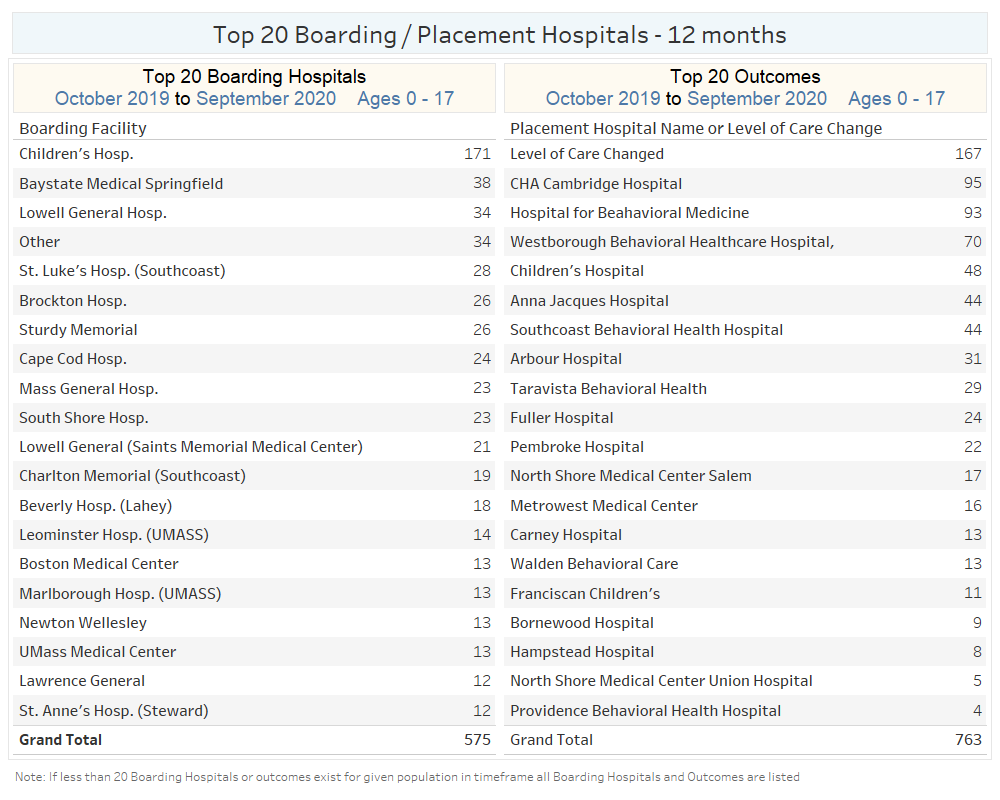 Top 20 Boarding / Placement Hospitals - 12 months
Top 20 Boarding Hospitals
October 2019 to September 2020 Ages 0 - 17
Boarding Facility
Children's Hosp. 171
Baystate Medical Springfield 38
Lowell General Hosp. 34
Other 34
St. Luke's Hosp. (Southcoast) 28
Brockton Hosp. 26
Sturdy Memorial 26
Cape Cod Hosp. 24
Mass General Hosp. 23
South Shore Hosp. 23
Lowell General (Saints Memorial Medical Center) 21
Charlton Memorial (Southcoast) 19
Beverly Hosp. (Lahey) 18
Leominster Hosp. (UMASS) 14
Boston Medical Center 13
Marlborough Hosp. (UMASS) 13
Newton Wellesley 13
UMass Medical Center 13
Lawrence General 12
St. Anne's Hosp. (Steward) 12
Grand Total 575
Top 20 Outcomes
October 2019 to September 2020 Ages 0 - 17
Placement Hospital Name or Level of Care Change
Level of Care Changed 167
CHA Cambridge Hospital 95
Hospital for Beahavioral Medicine 93
Westborough Behavioral Healthcare Hospital, 70
Children's Hospital 48
Anna Jacques Hospital 44
Southcoast Behavioral Health Hospital 44
Arbour Hospital 31
Taravista Behavioral Health 29
Fuller Hospital 24
Pembroke Hospital 22
North Shore Medical Center Salem 17
Metrowest Medical Center 16
Carney Hospital 13
Walden Behavioral Care 13
Franciscan Children's 11
Bornewood Hospital 9
Hampstead Hospital 8
North Shore Medical Center Union Hospital 5
Providence Behavioral Health Hospital 4
Grand Total 763
Note: If less than 20 Boarding Hospitals or outcomes exist for given population in timeframe all Boarding Hospitals and Outcomes are listed